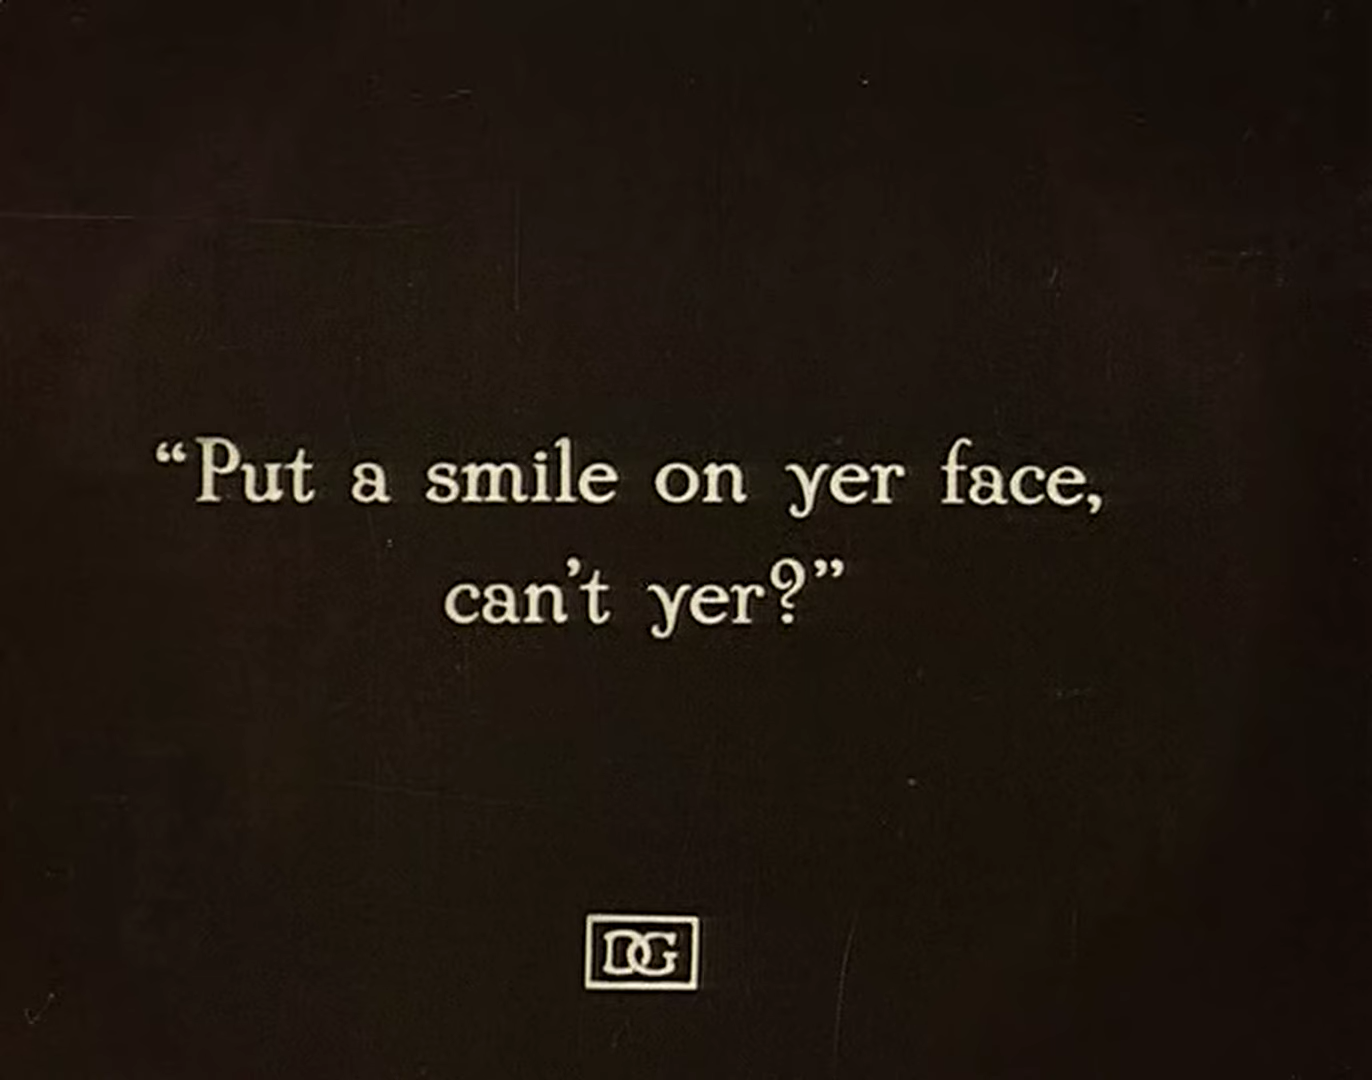 “Put a smile on yer face,
can’t yer?”
DG